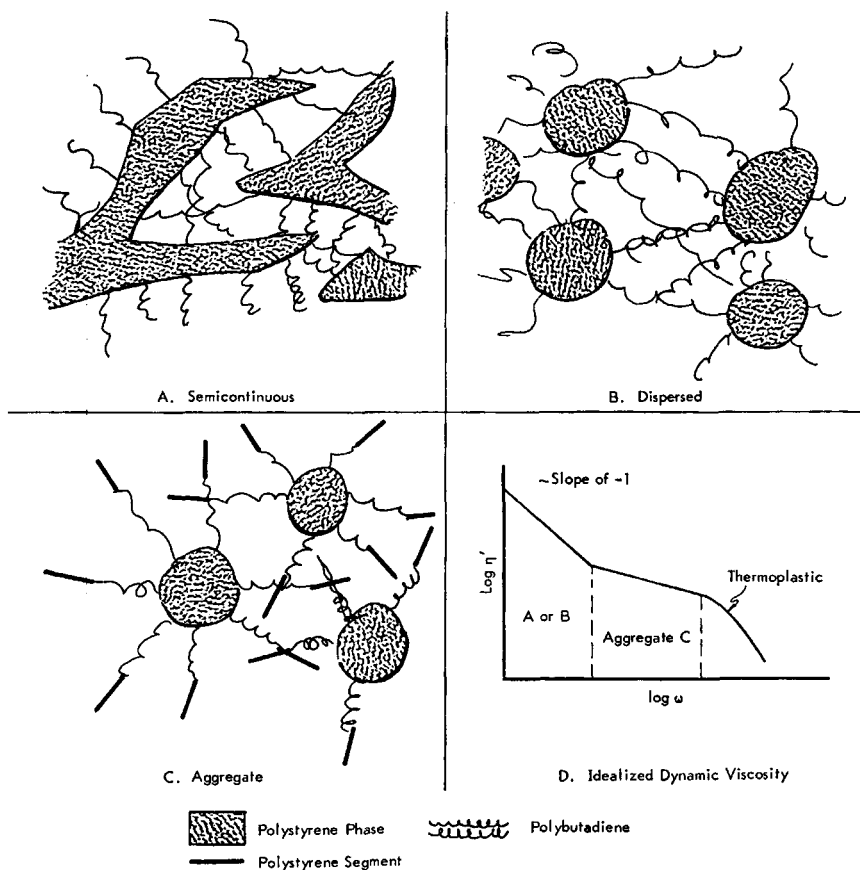 A. Semicontinuous
B. Dispersed
~Slope of -1
Log η'
Thermoplastic
A or B
Aggregate C
log ω
C. Aggregate
D. Idealized Dynamic Viscosity
Polystyrene Phase
Polybutadiene
Polystyrene Segment